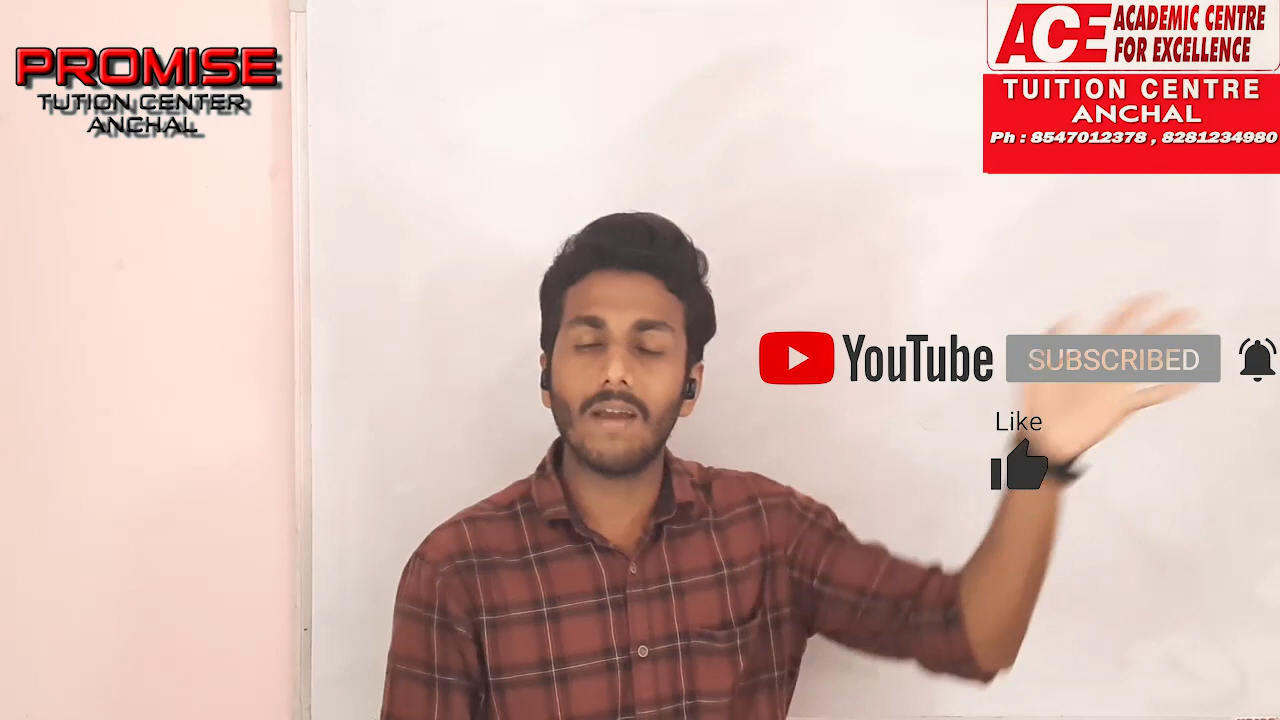 PROMISE
TUTION CENTER
ANCHAL
ACE ACADEMIC CENTRE
FOR EXCELLENCE
TUITION CENTRE
ANCHAL
Ph : 8547012378 , 8281234980
YouTube SUBSCRIBED
Like